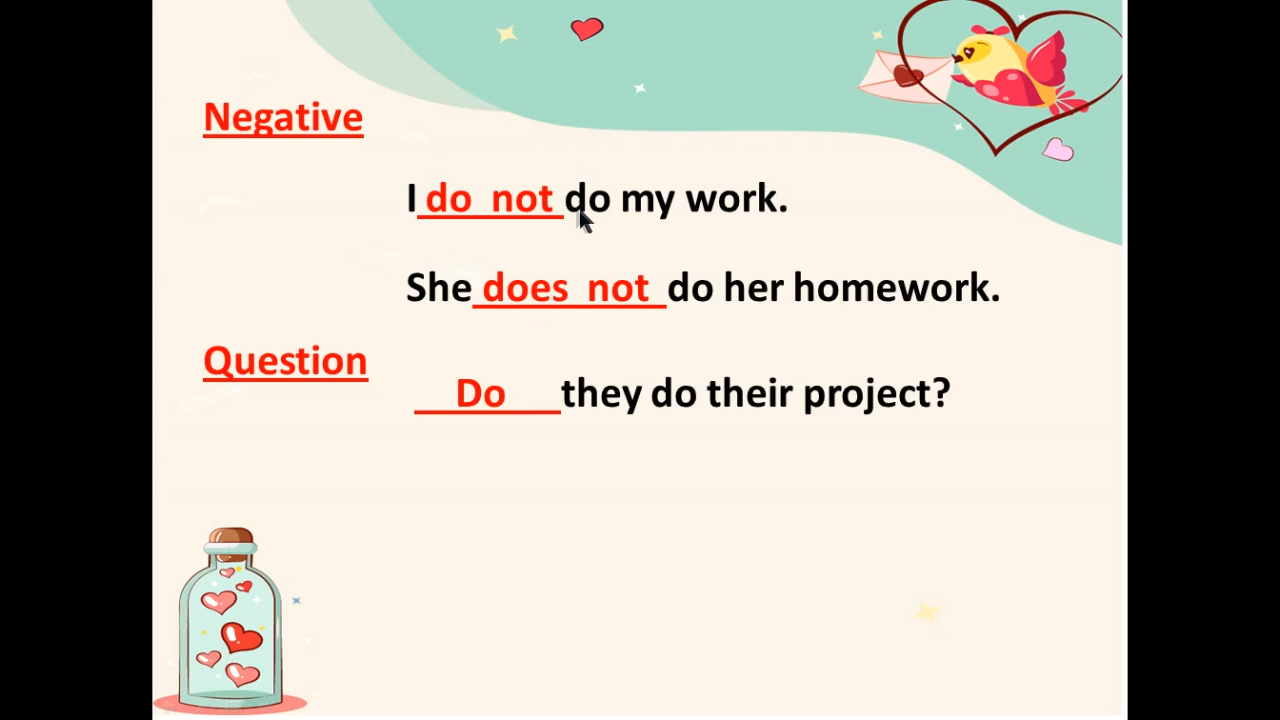 Negative
I do not do my work.
She does not do her homework.
Question
Do they do their project?